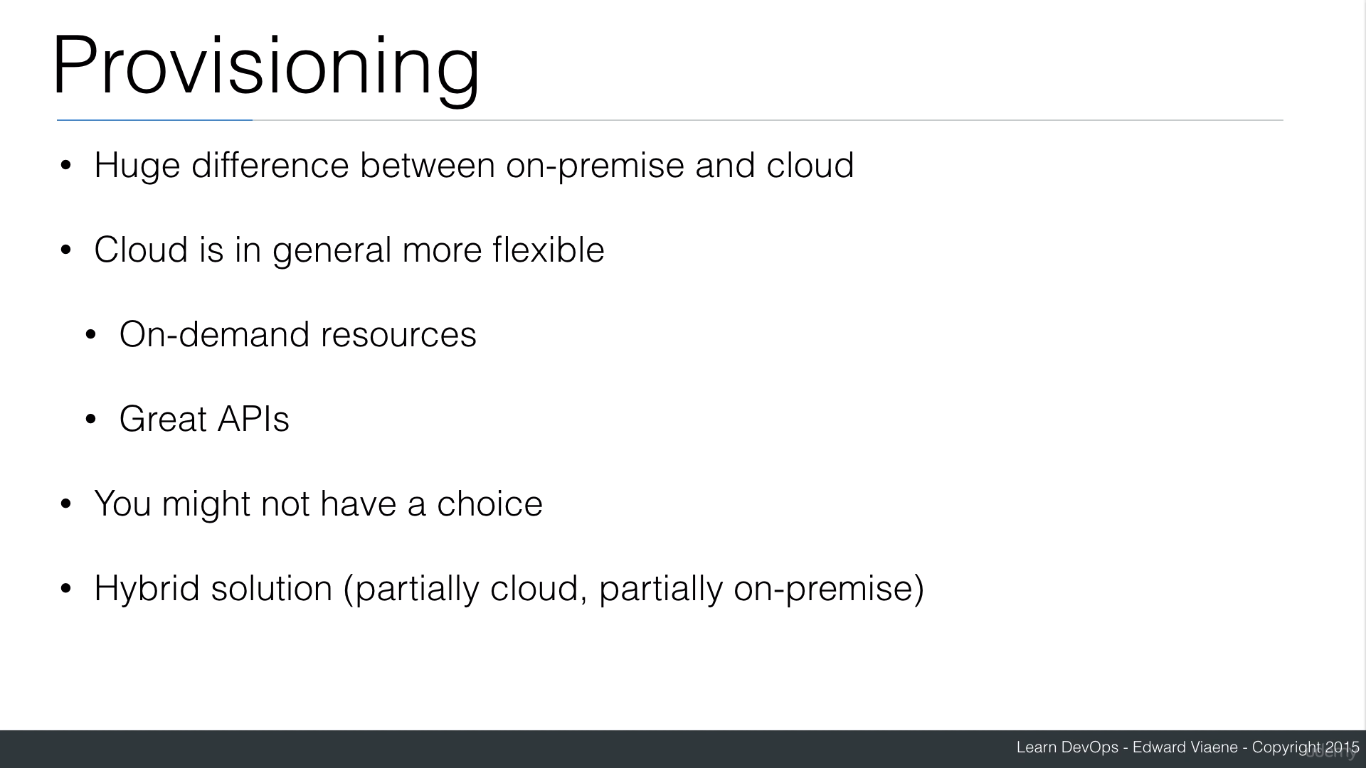 Provisioning
• Huge difference between on-premise and cloud
• Cloud is in general more flexible
• On-demand resources
• Great APIs
• You might not have a choice
• Hybrid solution (partially cloud, partially on-premise)
Learn DevOps - Edward Viaene - Copyright 2015
udemy